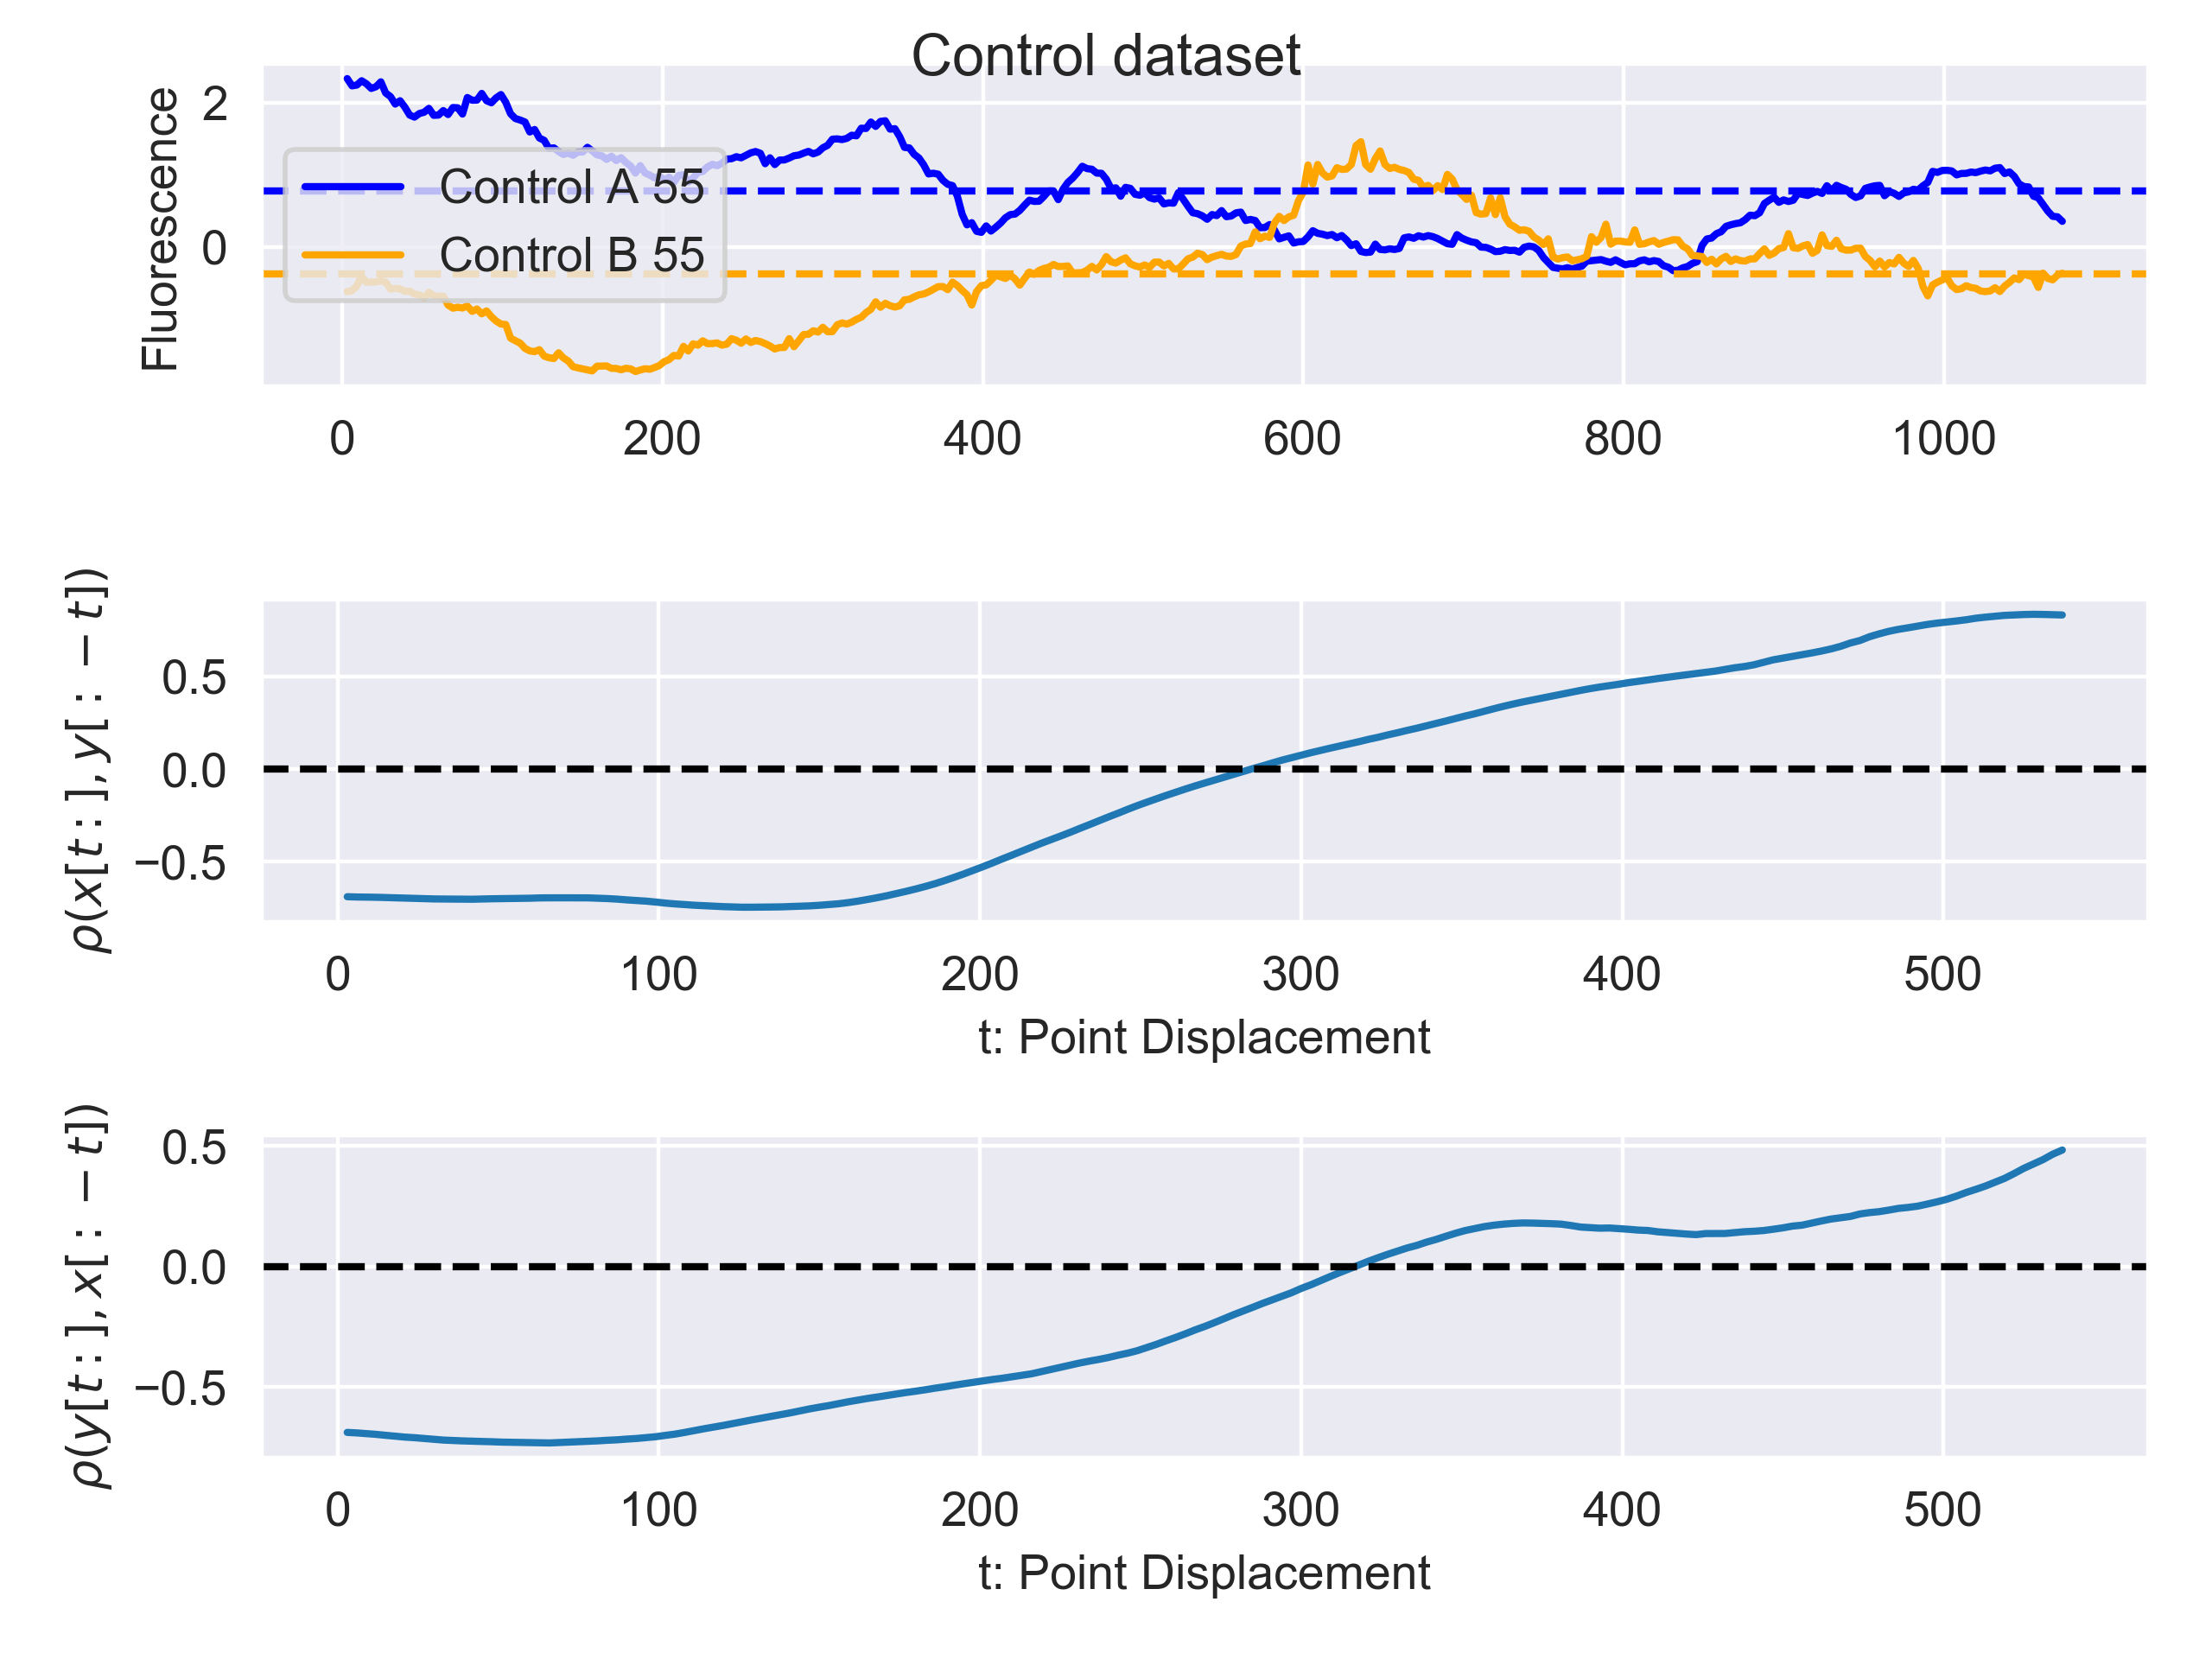 Control dataset
Fluorescence
2
0
Control A 55
Control B 55
0 200 400 600 800 1000
ρ(x[t:], y[: − t])
0.5
0.0
−0.5
0 100 200 300 400 500
t: Point Displacement
ρ(y[t:], x[: − t])
0.5
0.0
−0.5
0 100 200 300 400 500
t: Point Displacement